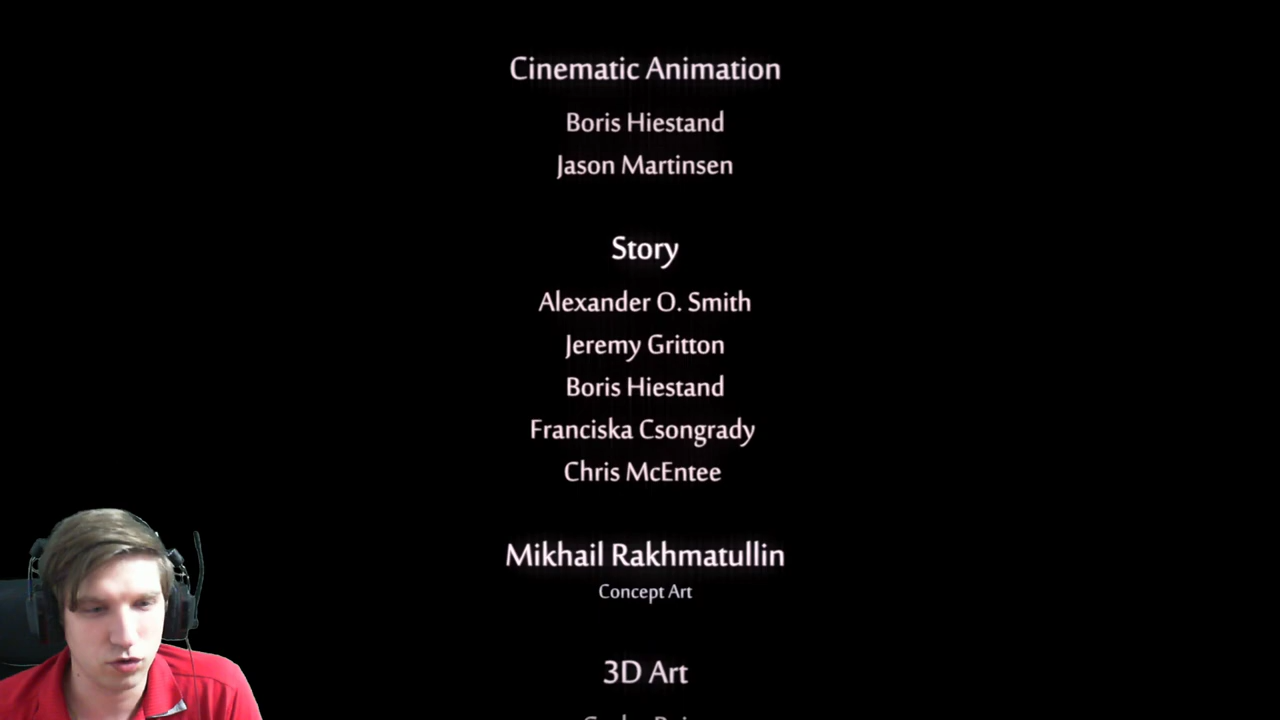 Cinematic Animation
Boris Hiestand
Jason Martinsen
Story
Alexander O. Smith
Jeremy Gritton
Boris Hiestand
Franciska Csongrady
Chris McEntee
Mikhail Rakhmatullin
Concept Art
3D Art